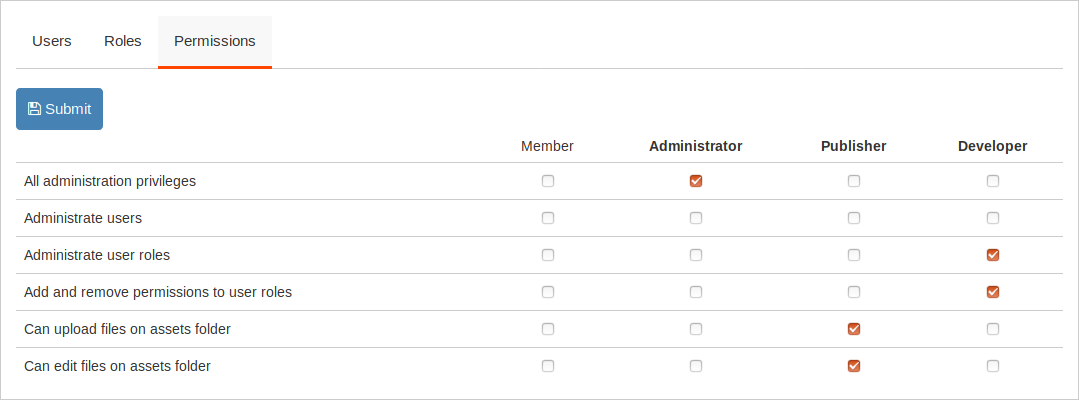 Users Roles Permissions
Submit
Member Administrator Publisher Developer
All administration privileges
Administrate users
Administrate user roles
Add and remove permissions to user roles
Can upload files on assets folder
Can edit files on assets folder